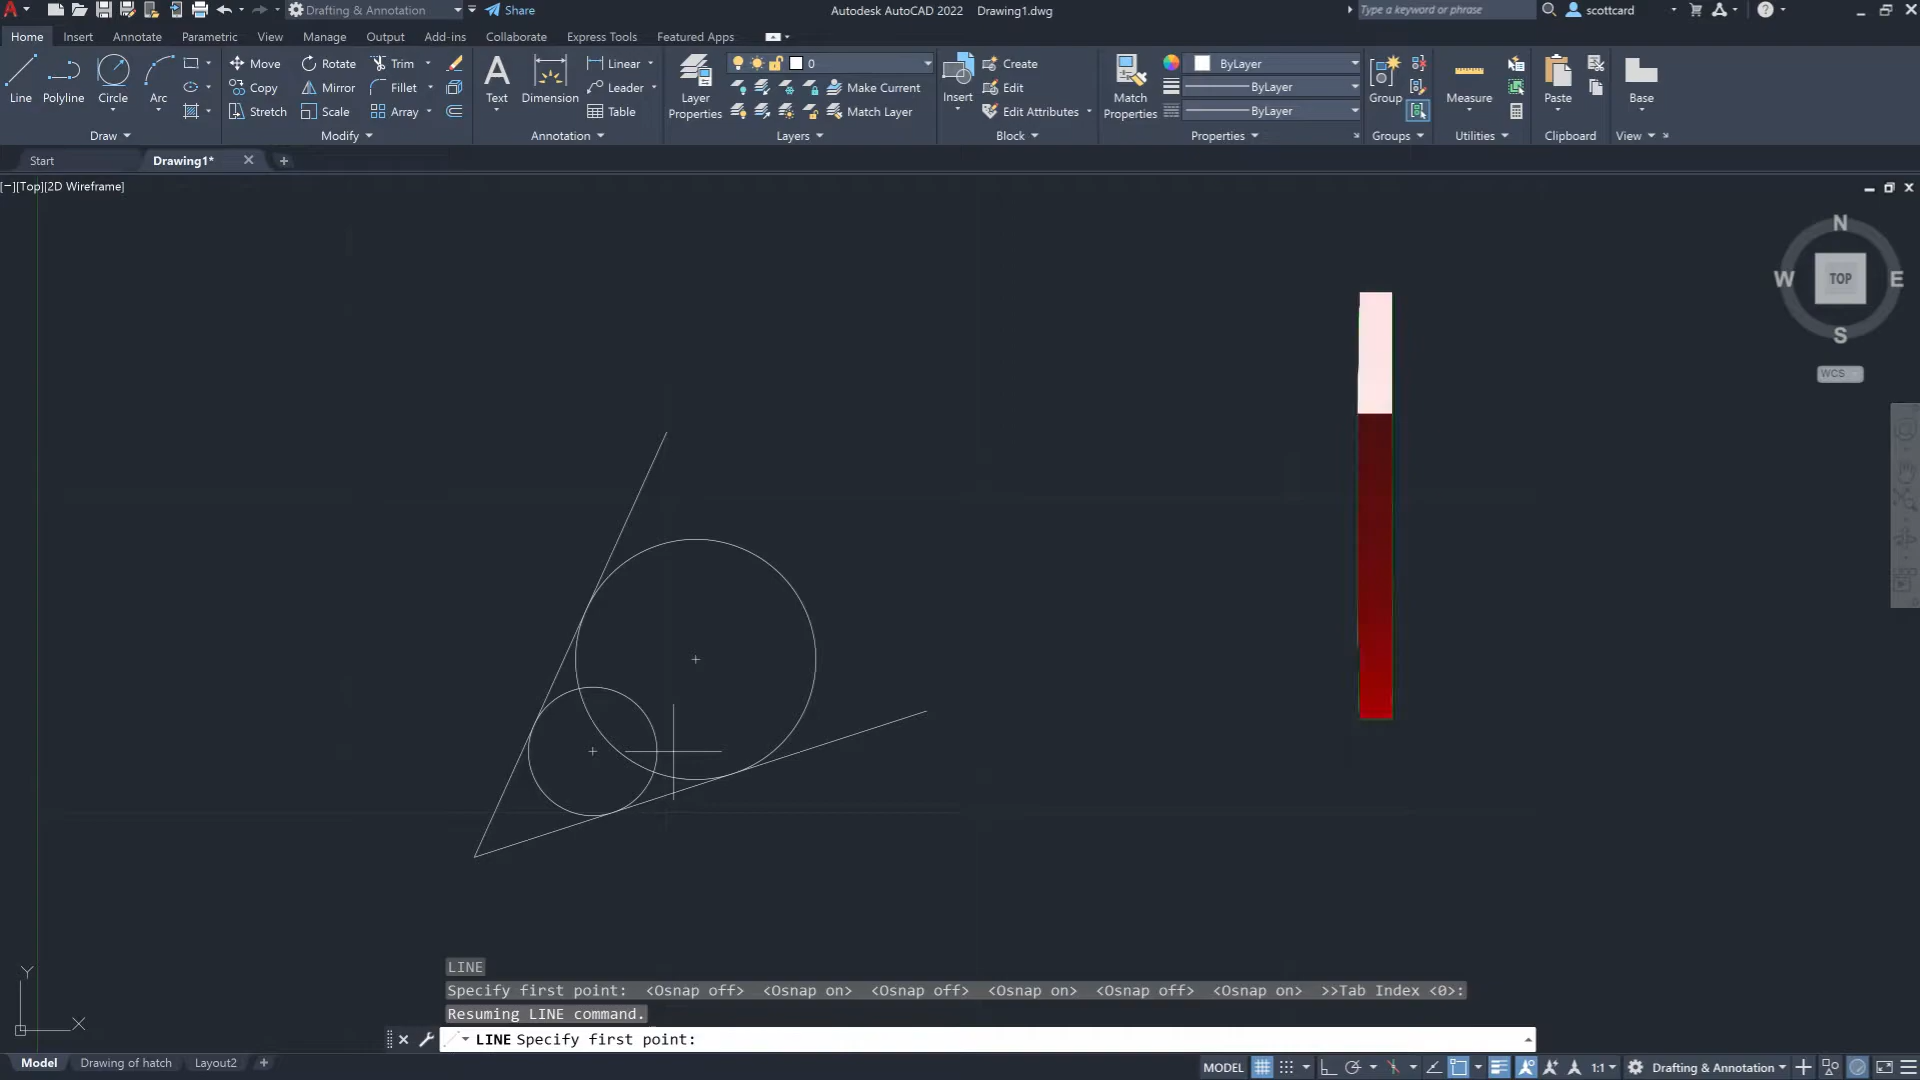 Drafting & Annotation
Share
Autodesk AutoCAD 2022 Drawing1.dwg
Type a keyword or phrase
scottcard
Home Insert Annotate Parametric View Manage Output Add-ins Collaborate Express Tools Featured Apps
Line
Polyline
Circle
Arc
Move
Rotate
Trim
Copy
Mirror
Fillet
Stretch
Scale
Array
Text
Dimension
Linear
Leader
Table
Layer
Properties
0
Make Current
Match Layer
Insert
Create
Edit
Edit Attributes
Match
Properties
ByLayer
ByLayer
ByLayer
Group
Measure
Paste
Base
Draw Modify Annotation Layers Block Properties Groups Utilities Clipboard View
Start Drawing1*
[−][Top][2D Wireframe]
N
W TOP E
S
WCS
Y
X
LINE
Specify first point: <Osnap off> <Osnap on> <Osnap off> <Osnap on> <Osnap off> <Osnap on> >>Tab Index <0>:
Resuming LINE command.
LINE Specify first point:
Model Drawing of hatch Layout2
MODEL 1:1 Drafting & Annotation